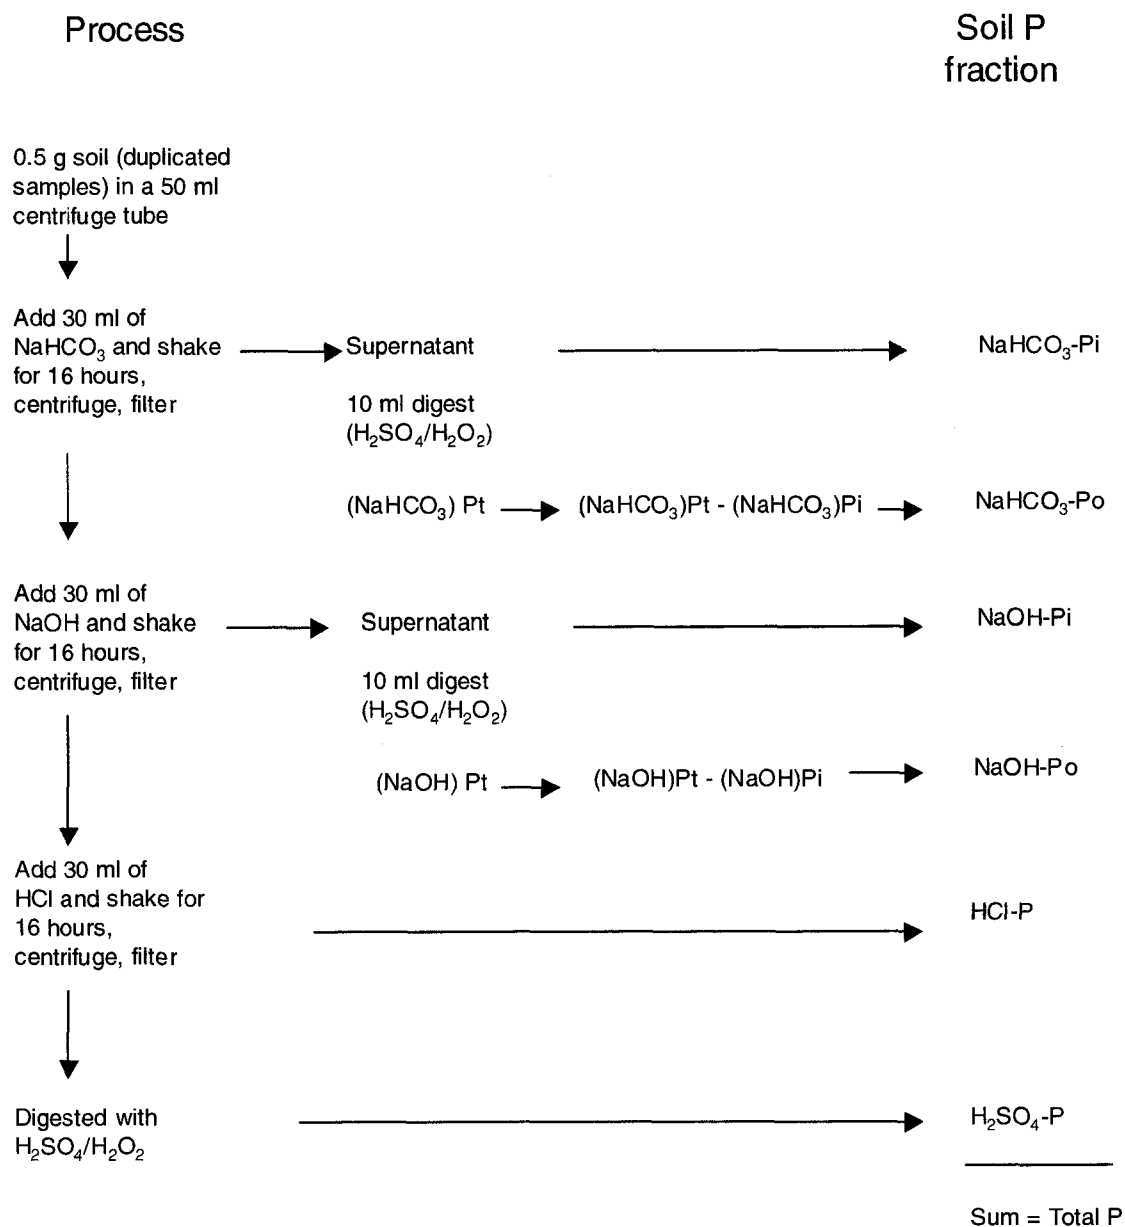 Process
Soil P
fraction
0.5 g soil (duplicated
samples) in a 50 ml
centrifuge tube
Add 30 ml of
NaHCO₃ and shake
for 16 hours,
centrifuge, filter
Supernatant
NaHCO₃-Pi
10 ml digest
(H₂SO₄/H₂O₂)
(NaHCO₃) Pt
(NaHCO₃)Pt - (NaHCO₃)Pi
NaHCO₃-Po
Add 30 ml of
NaOH and shake
for 16 hours,
centrifuge, filter
Supernatant
NaOH-Pi
10 ml digest
(H₂SO₄/H₂O₂)
(NaOH) Pt
(NaOH)Pt - (NaOH)Pi
NaOH-Po
Add 30 ml of
HCl and shake for
16 hours,
centrifuge, filter
HCl-P
Digested with
H₂SO₄/H₂O₂
H₂SO₄-P
Sum = Total P